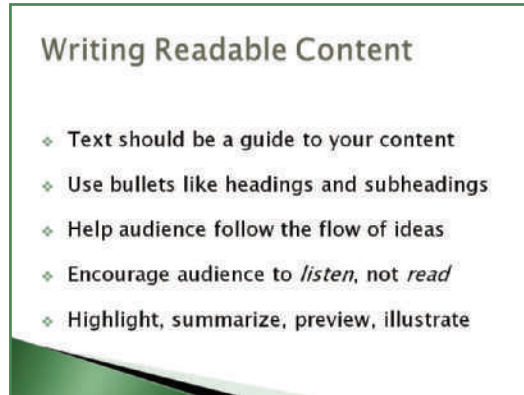 Writing Readable Content
Text should be a guide to your content
Use bullets like headings and subheadings
Help audience follow the flow of ideas
Encourage audience to listen, not read
Highlight, summarize, preview, illustrate